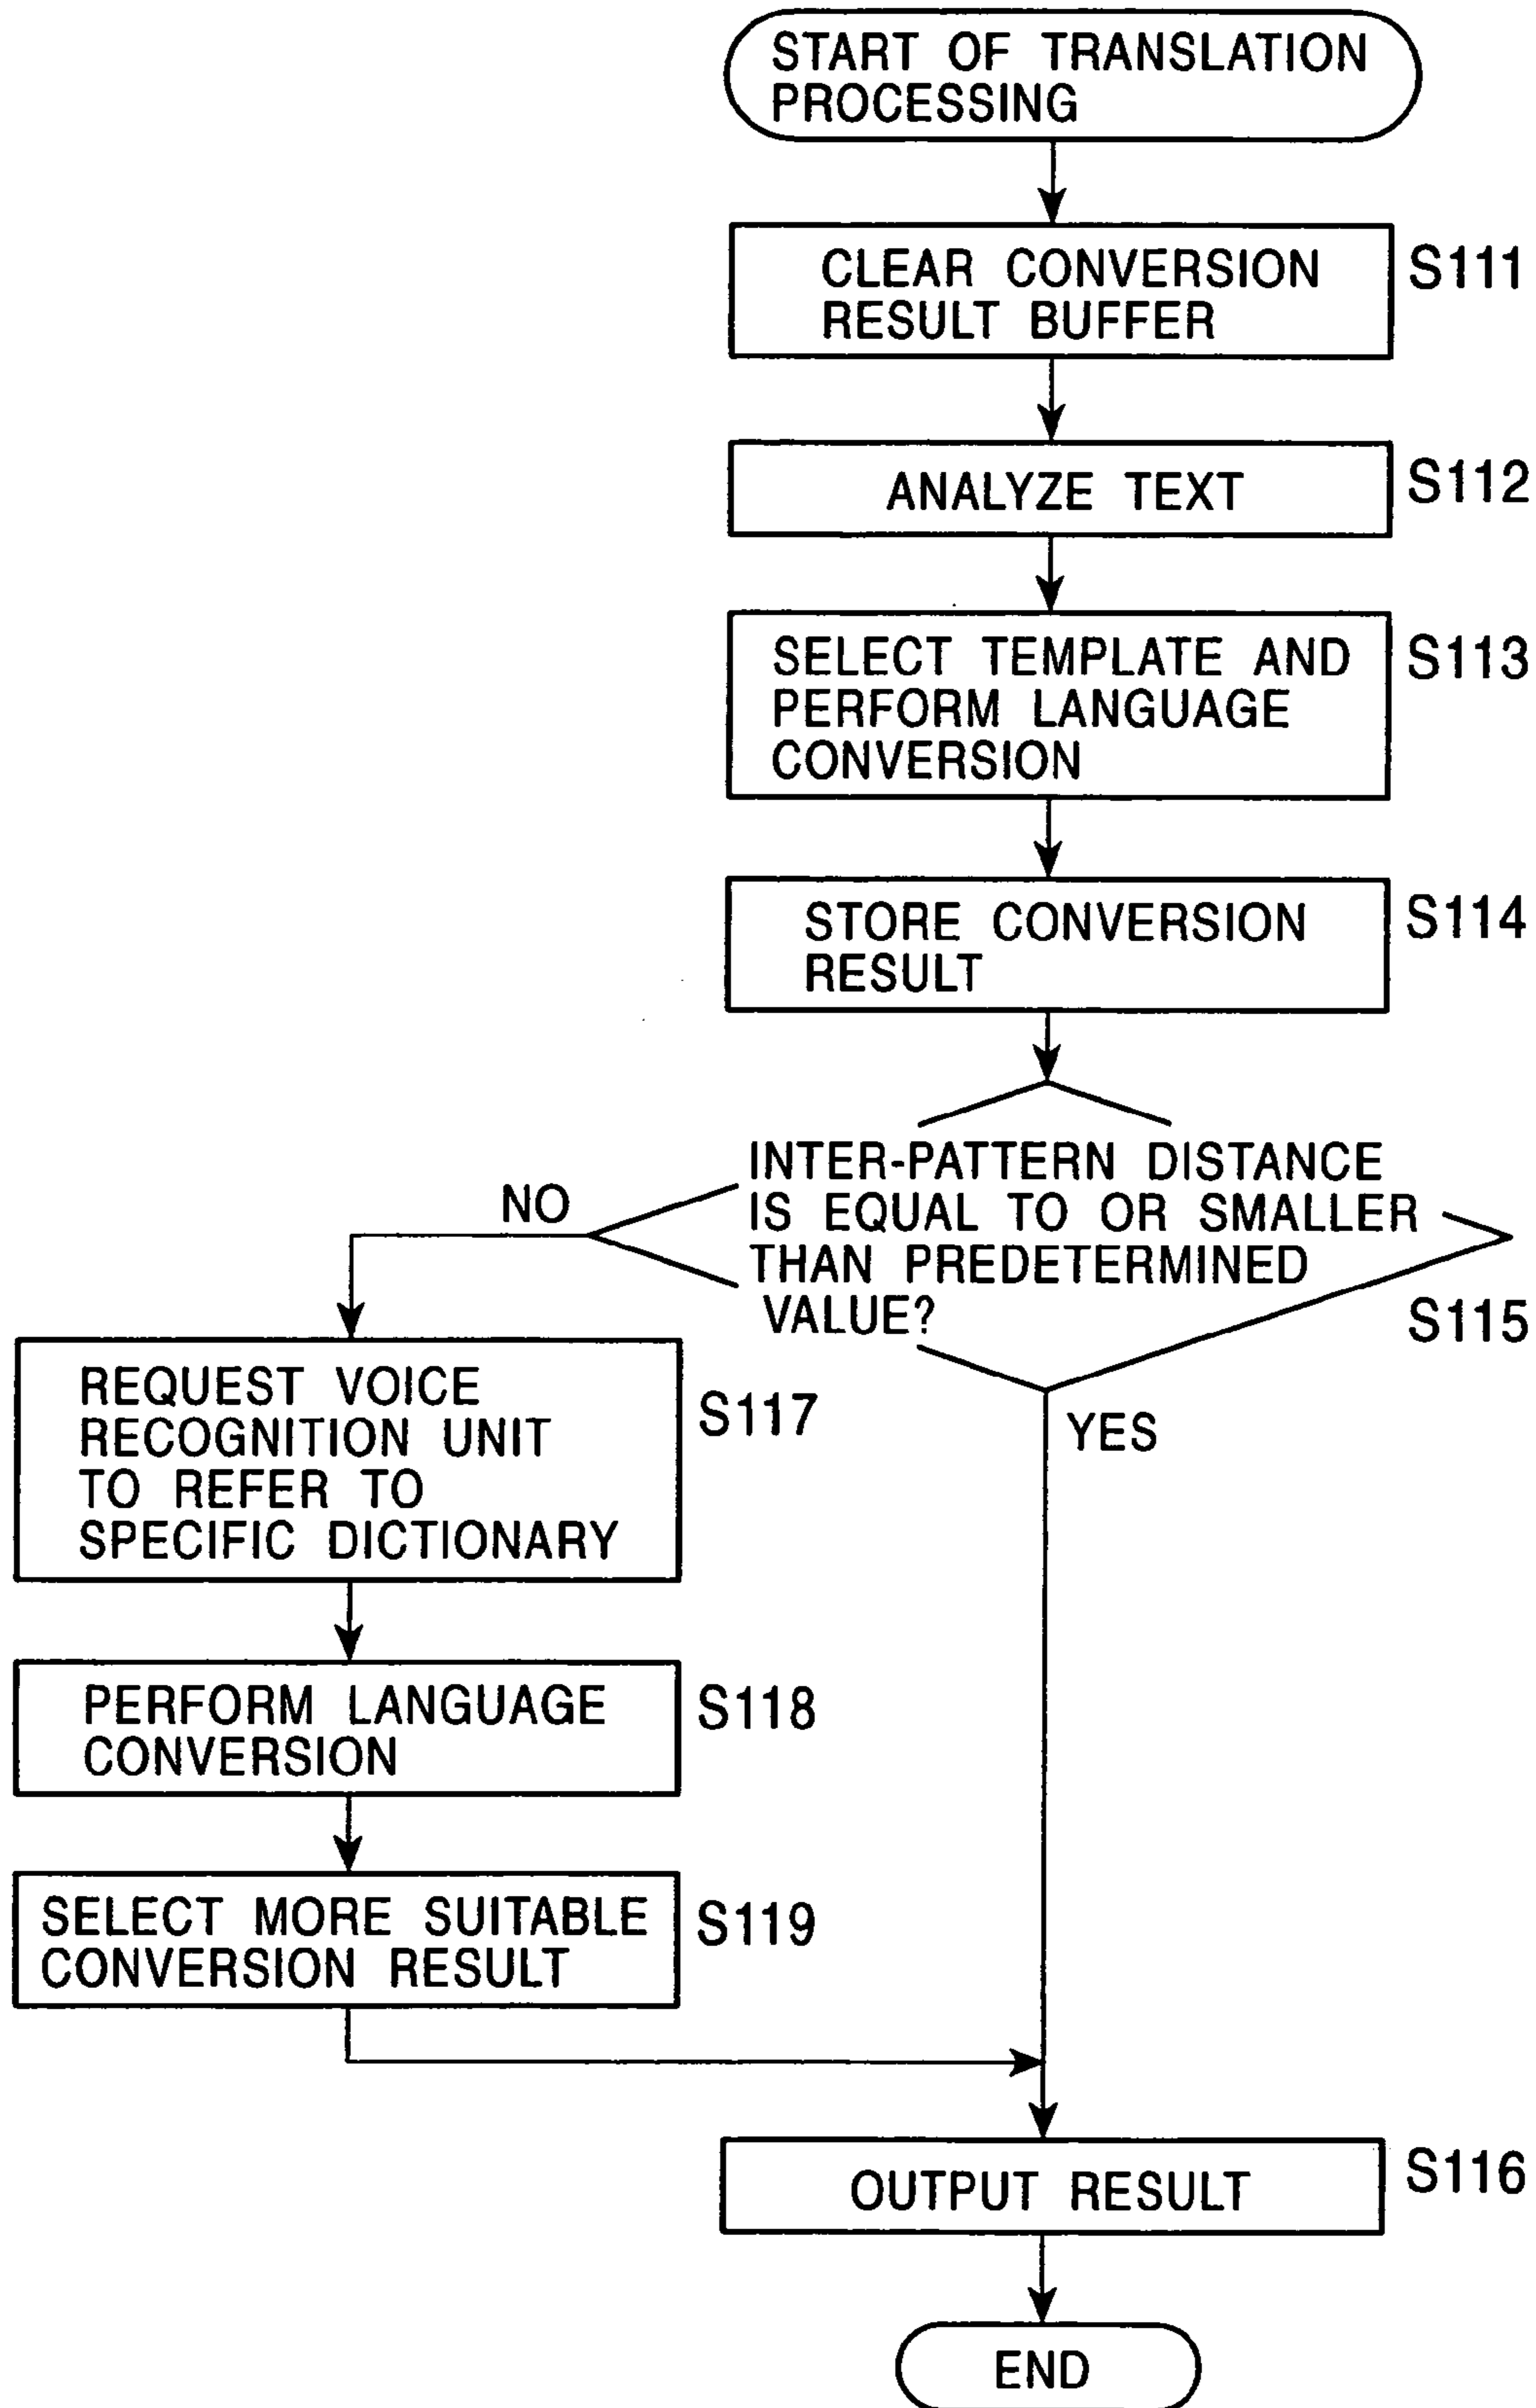 START OF TRANSLATION
PROCESSING
CLEAR CONVERSION
RESULT BUFFER
S111
ANALYZE TEXT
S112
SELECT TEMPLATE AND
PERFORM LANGUAGE
CONVERSION
S113
STORE CONVERSION
RESULT
S114
INTER-PATTERN DISTANCE
IS EQUAL TO OR SMALLER
THAN PREDETERMINED
VALUE?
S115
NO
YES
REQUEST VOICE
RECOGNITION UNIT
TO REFER TO
SPECIFIC DICTIONARY
S117
PERFORM LANGUAGE
CONVERSION
S118
SELECT MORE SUITABLE
CONVERSION RESULT
S119
OUTPUT RESULT
S116
END